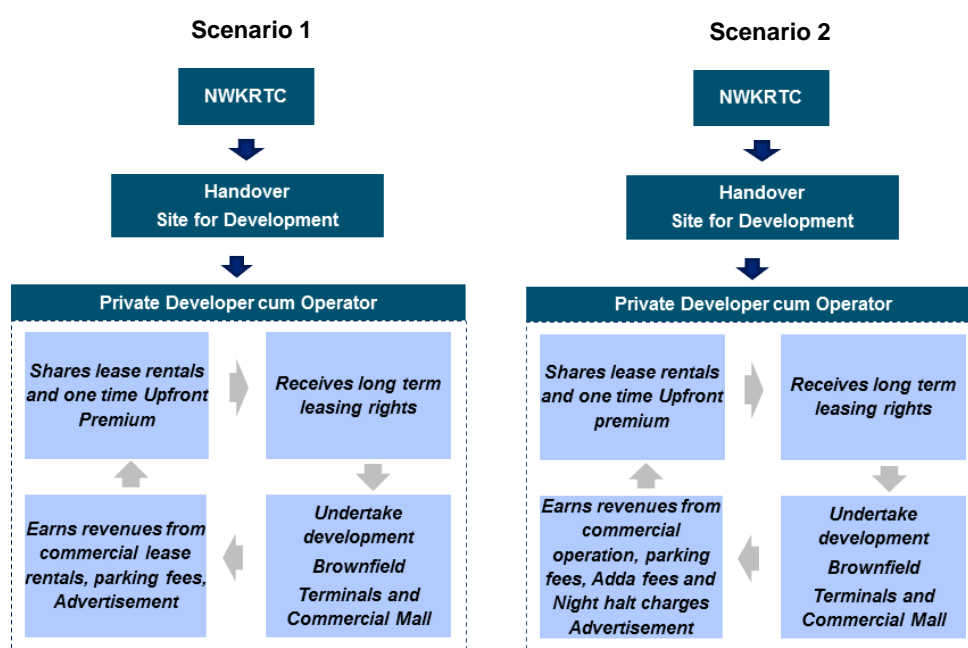 Scenario 1
NWKRTC
Handover
Site for Development
Private Developer cum Operator
Shares lease rentals
and one time Upfront
Premium
Receives long term
leasing rights
Earns revenues from
commercial lease
rentals, parking fees,
Advertisement
Undertake
development
Brownfield
Terminals and
Commercial Mall
Scenario 2
NWKRTC
Handover
Site for Development
Private Developer cum Operator
Shares lease rentals
and one time Upfront
premium
Receives long term
leasing rights
Earns revenues from
commercial
operation, parking
fees, Adda fees and
Night halt charges
Advertisement
Undertake
development
Brownfield
Terminals and
Commercial Mall